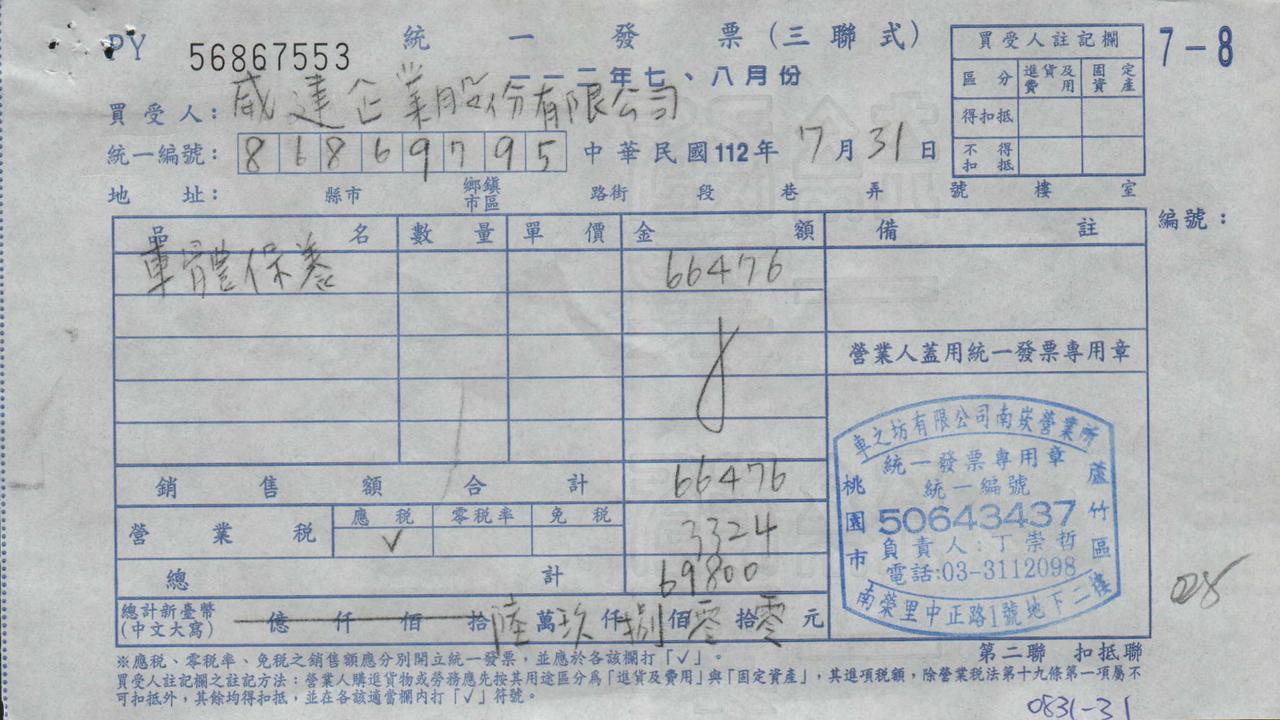 PY 56867553
統一發票(三聯式)
一一二年七、八月份
7-8
買受人註記欄
區分 進貨及費用 固定資產
得扣抵
不得扣抵
買受人: 威達企業股份有限公司
統一編號: 86869795 中華民國112年7月31日
地址: 縣市 鄉鎮市區 路街 段 巷 弄 號 樓 室
品名 數量 單價 金額 備註
編號:
車體保養 66476
營業人蓋用統一發票專用章
銷售額合計 66476
營業稅 應稅 零稅率 免稅
✓ 3324
總計 69800
總計新臺幣(中文大寫) 億仟佰拾陸萬玖仟捌佰零拾零元
車之坊有限公司南崁營業所
統一發票專用章
統一編號
50643437
負責人:丁崇哲
電話:03-3112098
桃園市
蘆竹區
南榮里中正路1號地下二樓
028
第二聯 扣抵聯
※應稅、零稅率、免稅之銷售額應分別開立統一發票,並應於各該欄打「✓」。
買受人註記欄之註記方法:營業人購進貨物或勞務應先按其用途區分為「進貨及費用」與「固定資產」,其進項稅額,除營業稅法第十九條第一項屬不
可扣抵外,其餘均得扣抵,並在各該適當欄內打「✓」符號。
0831-31